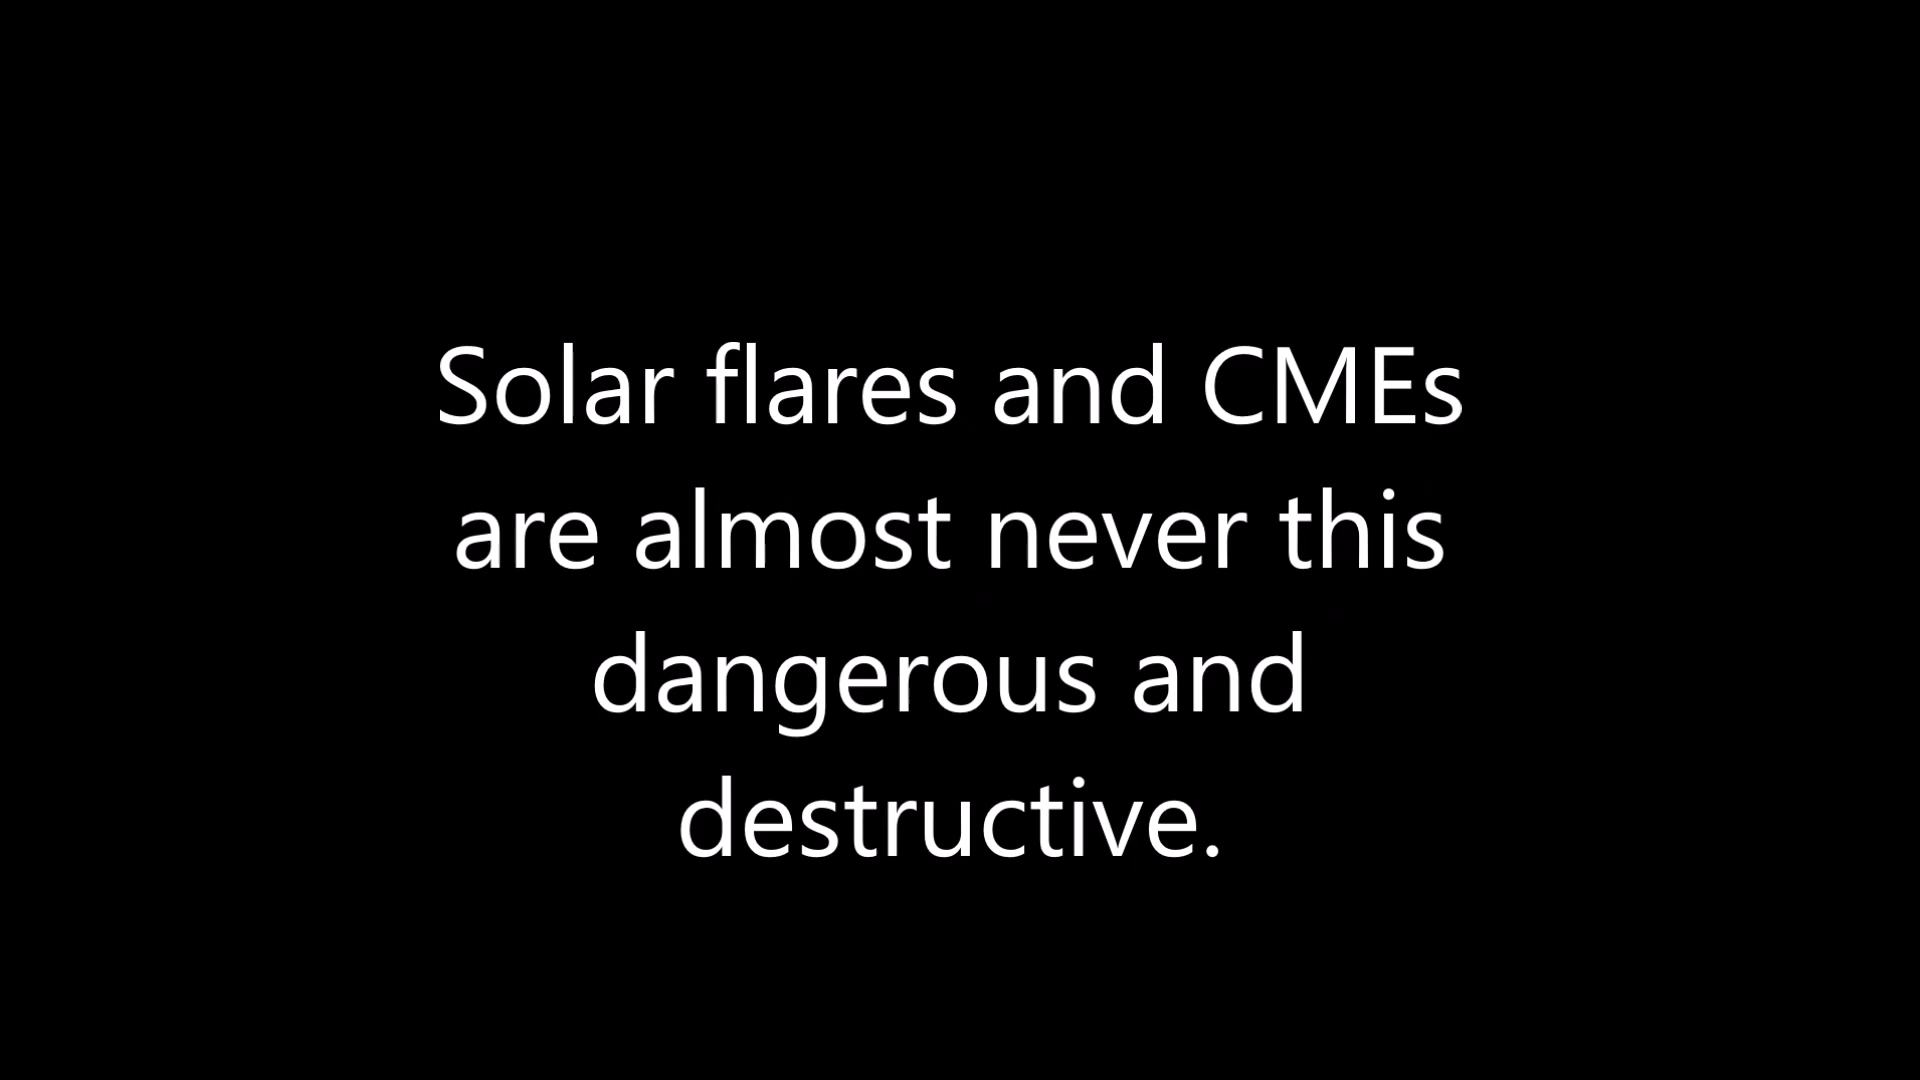 Solar flares and CMEs
are almost never this
dangerous and
destructive.